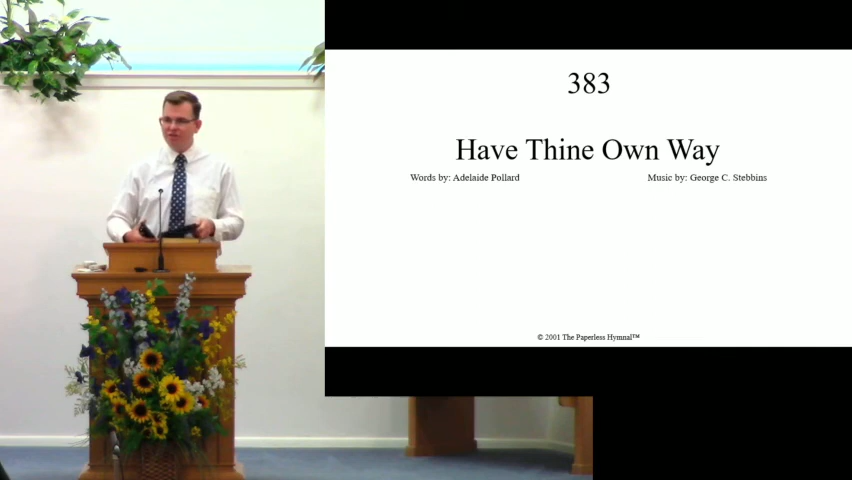 383
Have Thine Own Way
Words by: Adelaide Pollard
Music by: George C. Stebbins
© 2001 The Paperless Hymnal™